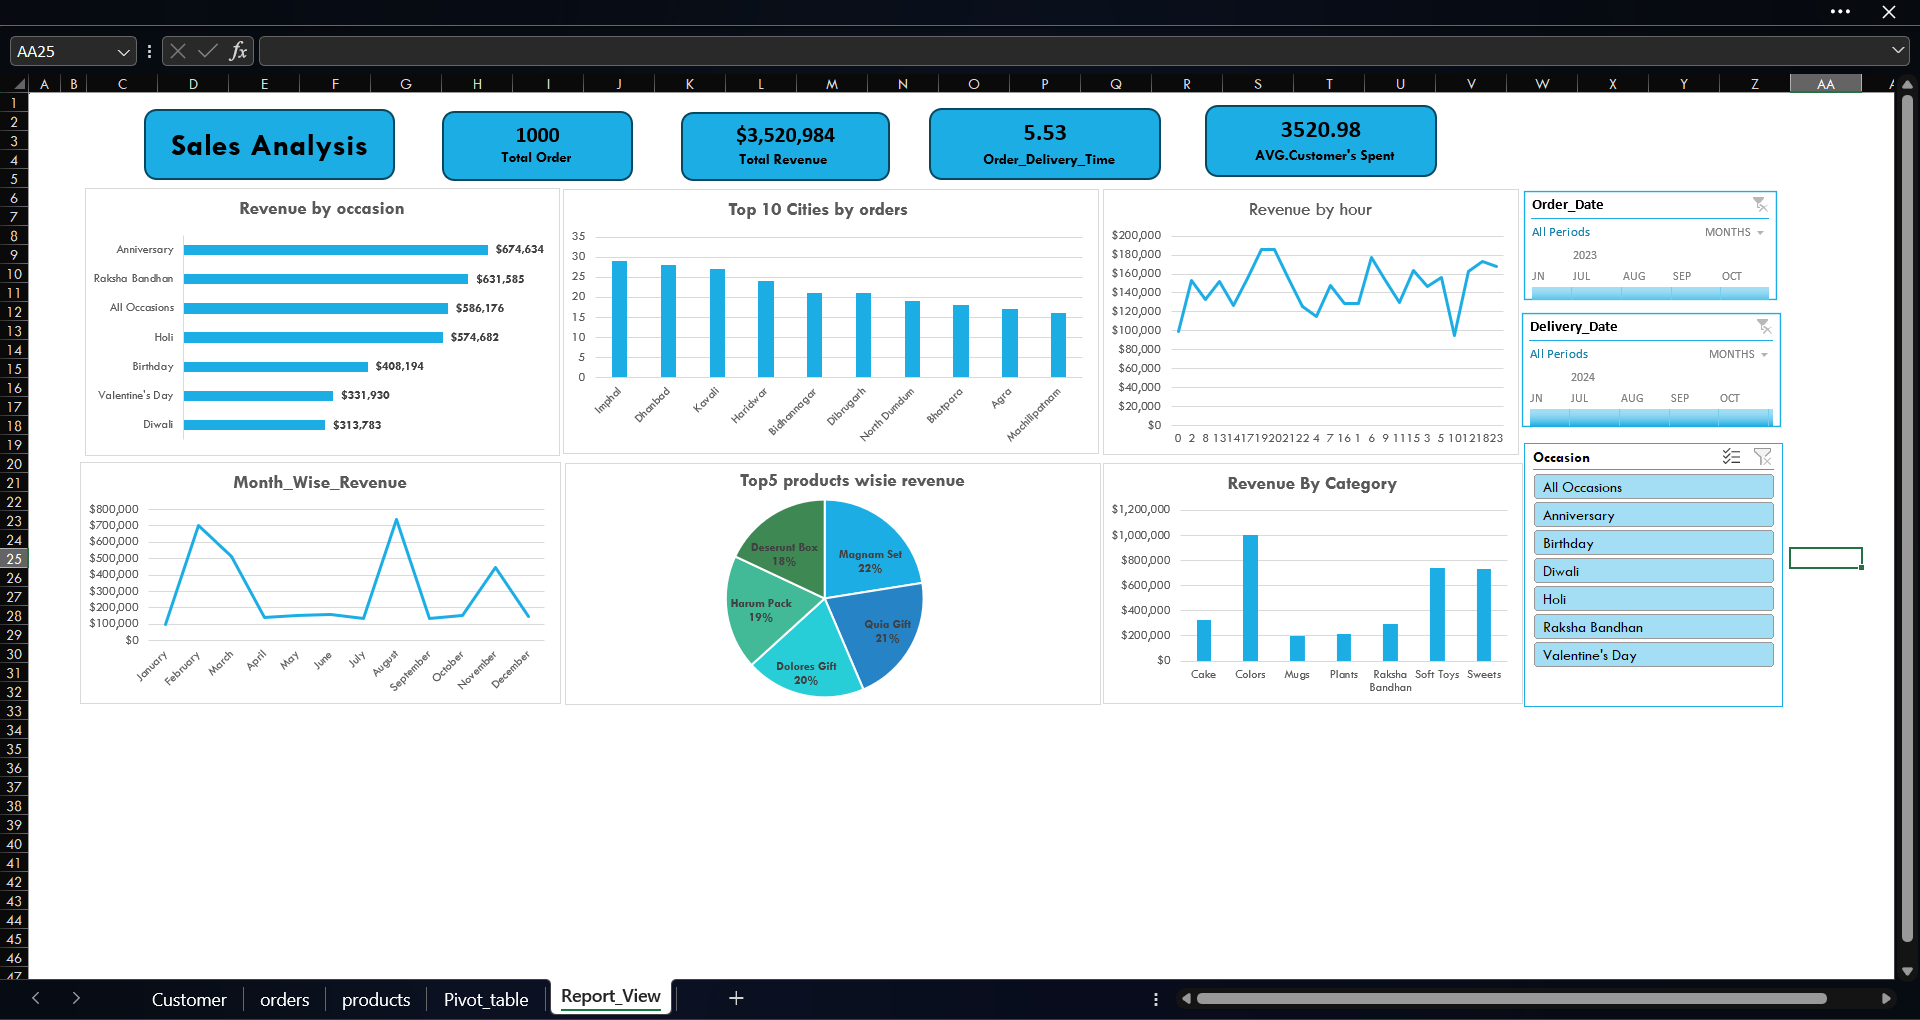 AA25
fx
A B C D E F G H I J K L M N O P Q R S T U V W X Y Z AA
1
2
3
4
5
6
7
8
9
10
11
12
13
14
15
16
17
18
19
20
21
22
23
24
25
26
27
28
29
30
31
32
33
34
35
36
37
38
39
40
41
42
43
44
45
46
47
Sales Analysis
1000
Total Order
$3,520,984
Total Revenue
5.53
Order_Delivery_Time
3520.98
AVG.Customer's Spent
Revenue by occasion
Anniversary $674,634
Raksha Bandhan $631,585
All Occasions $586,176
Holi $574,682
Birthday $408,194
Valentine's Day $331,930
Diwali $313,783
Top 10 Cities by orders
35
30
25
20
15
10
5
0
Imphal Dhanbad Kavali Haridwar Bidhannagar Dibrugarh North Dumdum Bhatpara Agra Machilipatnam
Revenue by hour
$200,000
$180,000
$160,000
$140,000
$120,000
$100,000
$80,000
$60,000
$40,000
$20,000
$0
0 2 8 13 14 17 19 20 21 22 4 7 16 1 6 9 11 15 3 5 10 12 18 23
Order_Date
All Periods MONTHS
2023
JN JUL AUG SEP OCT
Delivery_Date
All Periods MONTHS
2024
JN JUL AUG SEP OCT
Occasion
All Occasions
Anniversary
Birthday
Diwali
Holi
Raksha Bandhan
Valentine's Day
Month_Wise_Revenue
$800,000
$700,000
$600,000
$500,000
$400,000
$300,000
$200,000
$100,000
$0
January February March April May June July August September October November December
Top5 products wisie revenue
Deserunt Box
18%
Magnam Set
22%
Harum Pack
19%
Quia Gift
21%
Dolores Gift
20%
Revenue By Category
$1,200,000
$1,000,000
$800,000
$600,000
$400,000
$200,000
$0
Cake Colors Mugs Plants Raksha Bandhan Soft Toys Sweets
Customer orders products Pivot_table Report_View